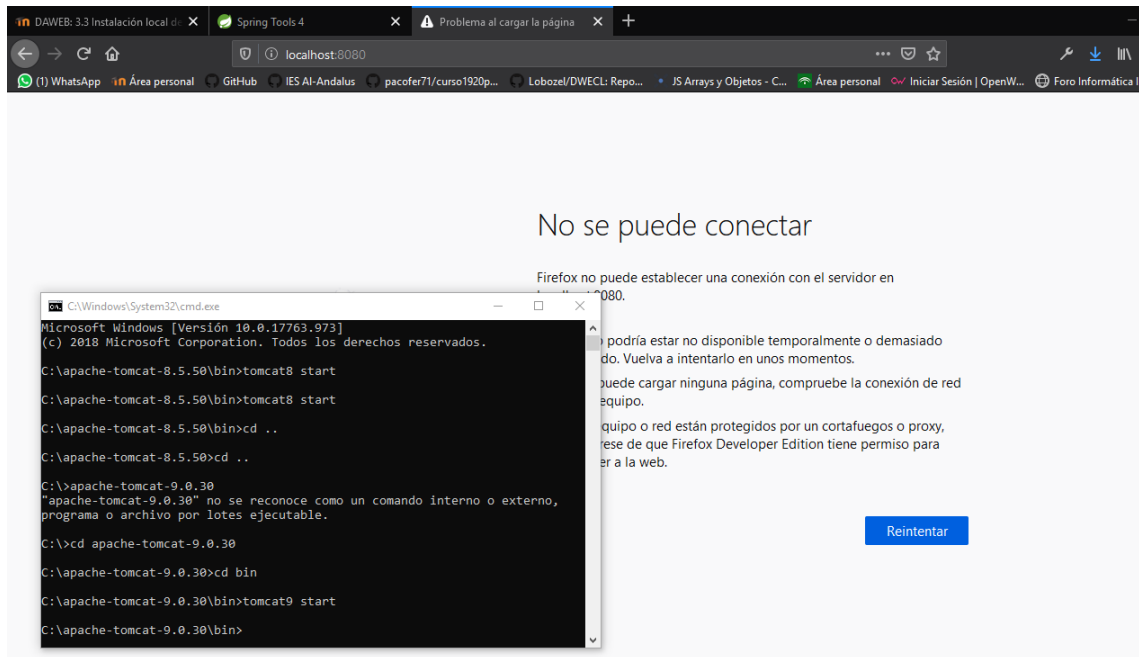 DAWEB: 3.3 Instalación local de
Spring Tools 4
Problema al cargar la página
localhost:8080
(1) WhatsApp
Área personal
GitHub
IES Al-Andalus
pacofer71/curso1920p...
Lobozel/DWECL: Repo...
JS Arrays y Objetos - C...
Área personal
Iniciar Sesión | OpenW...
Foro Informática
No se puede conectar
Firefox no puede establecer una conexión con el servidor en
080.
podría estar no disponible temporalmente o demasiado
do. Vuelva a intentarlo en unos momentos.
puede cargar ninguna página, compruebe la conexión de red
equipo.
equipo o red están protegidos por un cortafuegos o proxy,
rese de que Firefox Developer Edition tiene permiso para
er a la web.
Reintentar
C:\Windows\System32\cmd.exe
Microsoft Windows [Versión 10.0.17763.973]
(c) 2018 Microsoft Corporation. Todos los derechos reservados.
C:\apache-tomcat-8.5.50\bin>tomcat8 start
C:\apache-tomcat-8.5.50\bin>tomcat8 start
C:\apache-tomcat-8.5.50\bin>cd ..
C:\apache-tomcat-8.5.50>cd ..
C:\>apache-tomcat-9.0.30
"apache-tomcat-9.0.30" no se reconoce como un comando interno o externo,
programa o archivo por lotes ejecutable.
C:\>cd apache-tomcat-9.0.30
C:\apache-tomcat-9.0.30>cd bin
C:\apache-tomcat-9.0.30\bin>tomcat9 start
C:\apache-tomcat-9.0.30\bin>